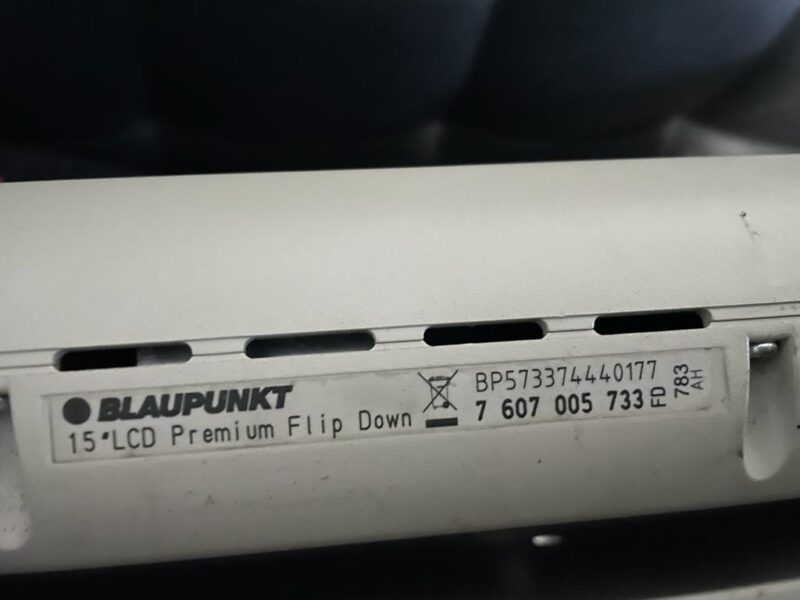 BLAUPUNKT
15"LCD Premium Flip Down
BP573374440177
7 607 005 733 FD
783
AH